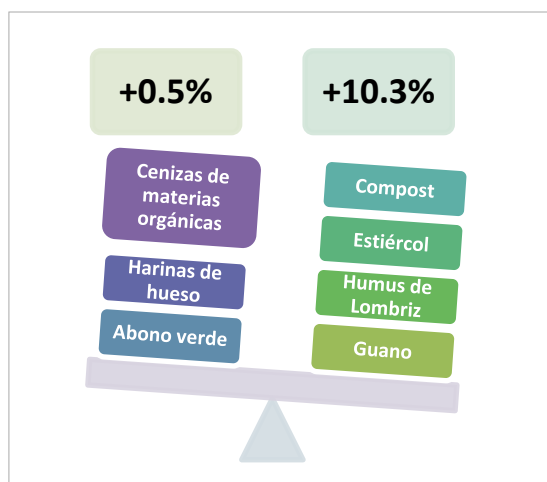 +0.5%
+10.3%
Cenizas de
materias
orgánicas
Harinas de
hueso
Abono verde
Compost
Estiércol
Humus de
Lombriz
Guano